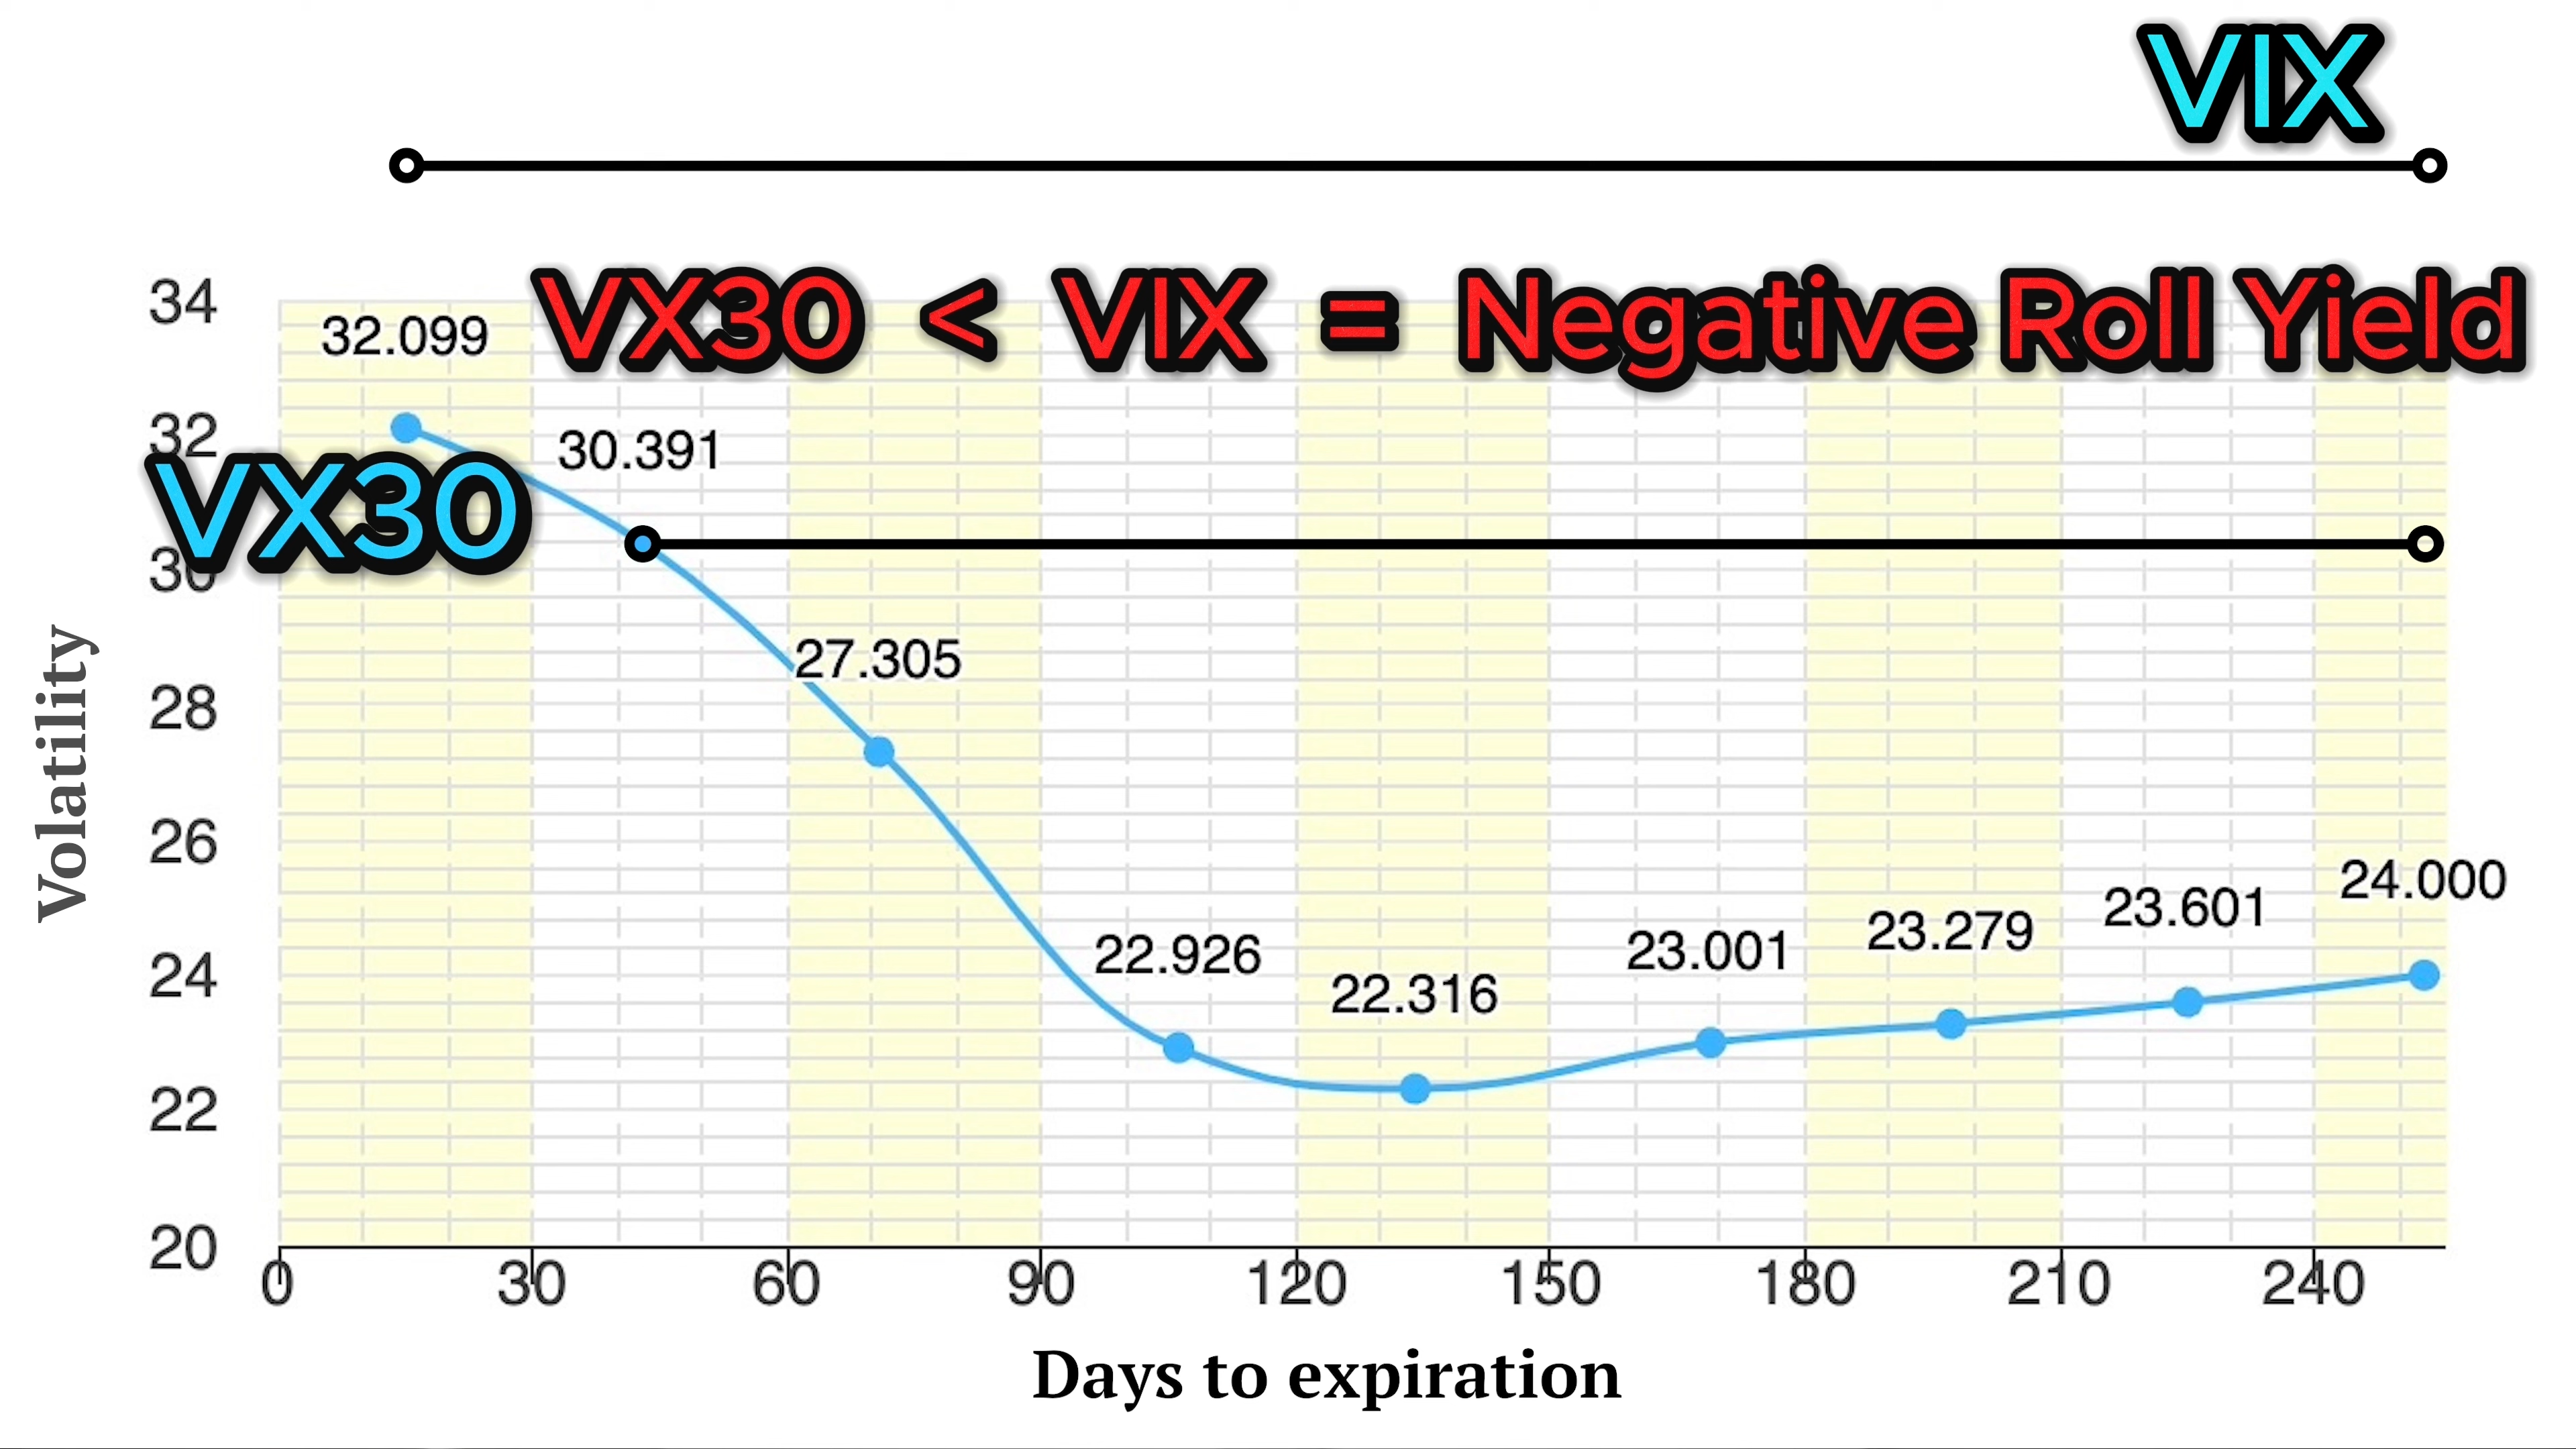 VIX
VX30 < VIX = Negative Roll Yield
34
32
30
28
26
24
22
20
VX30
Volatility
32.099
30.391
27.305
22.926
22.316
23.001
23.279
23.601
24.000
0 30 60 90 120 150 180 210 240
Days to expiration